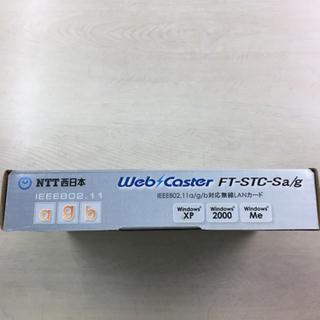 NTT西日本
IEEE802.11
a g b
Web Caster FT-STC-Sa/g
IEEE802.11a/g/b対応無線LANカード
Windows® XP
Windows® 2000
Windows® Me